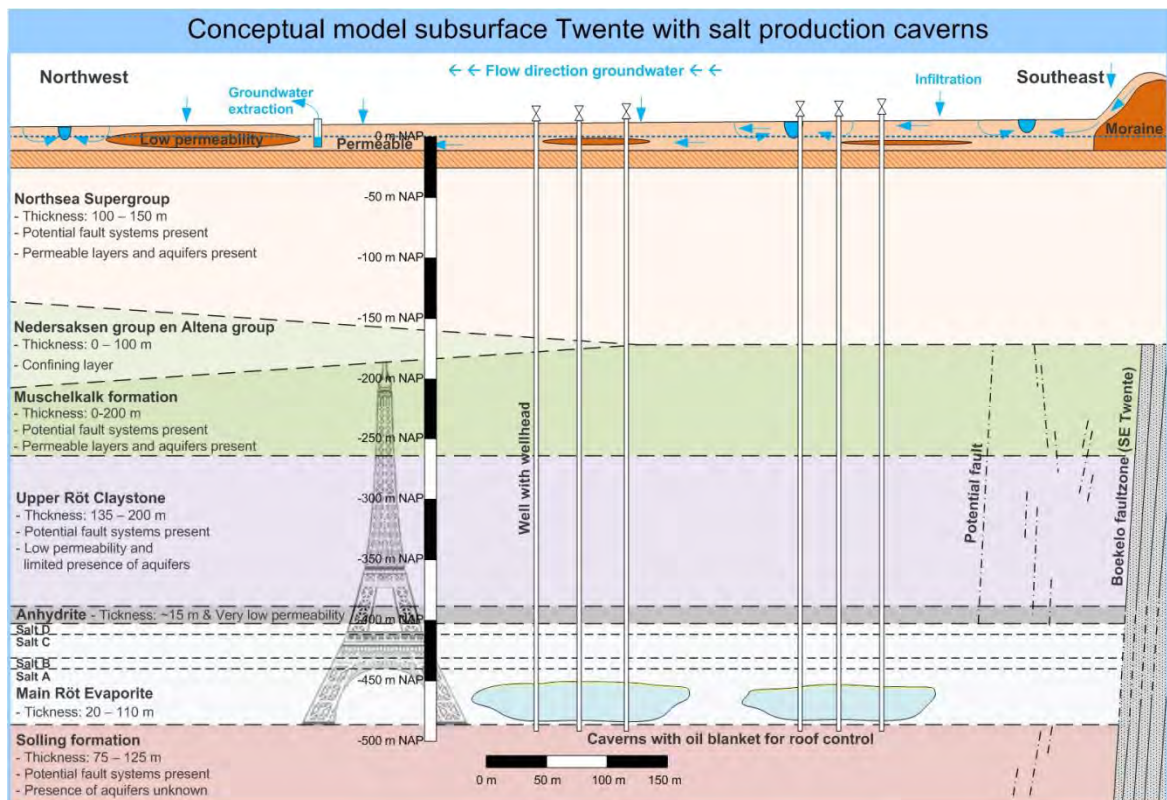 Conceptual model subsurface Twente with salt production caverns
Northwest
← ← Flow direction groundwater ← ←
Southeast
Groundwater
extraction
Infiltration
Low permeability
Permeable
Moraine
0 m NAP
-50 m NAP
-100 m NAP
-150 m NAP
-200 m NAP
-250 m NAP
-300 m NAP
-350 m NAP
-400 m NAP
-450 m NAP
-500 m NAP
Northsea Supergroup
- Thickness: 100 – 150 m
- Potential fault systems present
- Permeable layers and aquifers present
Nedersaksen group en Altena group
- Thickness: 0 – 100 m
- Confining layer
Muschelkalk formation
- Thickness: 0-200 m
- Potential fault systems present
- Permeable layers and aquifers present
Upper Röt Claystone
- Thckness: 135 – 200 m
- Potential fault systems present
- Low permeability and
limited presence of aquifers
Anhydrite - Tickness: ~15 m & Very low permeability
Salt D
Salt C
Salt B
Salt A
Main Röt Evaporite
- Tickness: 20 – 110 m
Solling formation
- Thickness: 75 – 125 m
- Potential fault systems present
- Presence of aquifers unknown
Well with wellhead
Potential fault
Boekelo faultzone (SE Twente)
Caverns with oil blanket for roof control
0 m
50 m
100 m
150 m